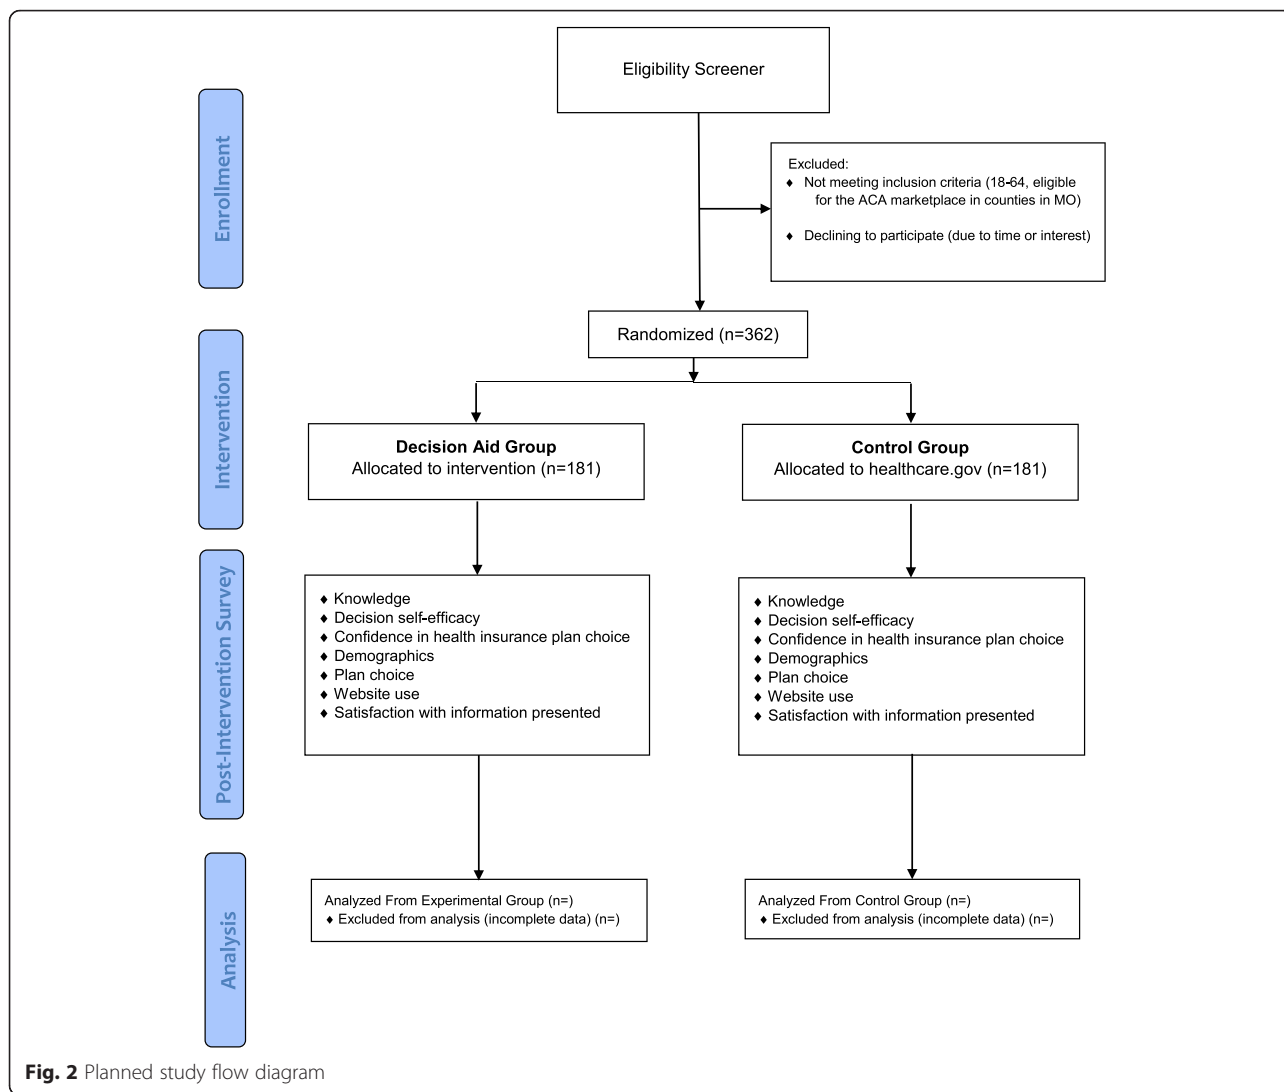 Eligibility Screener
Enrollment
Excluded:
♦ Not meeting inclusion criteria (18-64, eligible
for the ACA marketplace in counties in MO)
♦ Declining to participate (due to time or interest)
Randomized (n=362)
Intervention
Decision Aid Group
Allocated to intervention (n=181)
Control Group
Allocated to healthcare.gov (n=181)
Post-Intervention Survey
♦ Knowledge
♦ Decision self-efficacy
♦ Confidence in health insurance plan choice
♦ Demographics
♦ Plan choice
♦ Website use
♦ Satisfaction with information presented
♦ Knowledge
♦ Decision self-efficacy
♦ Confidence in health insurance plan choice
♦ Demographics
♦ Plan choice
♦ Website use
♦ Satisfaction with information presented
Analysis
Analyzed From Experimental Group (n=)
♦ Excluded from analysis (incomplete data) (n=)
Analyzed From Control Group (n=)
♦ Excluded from analysis (incomplete data) (n=)
Fig. 2 Planned study flow diagram